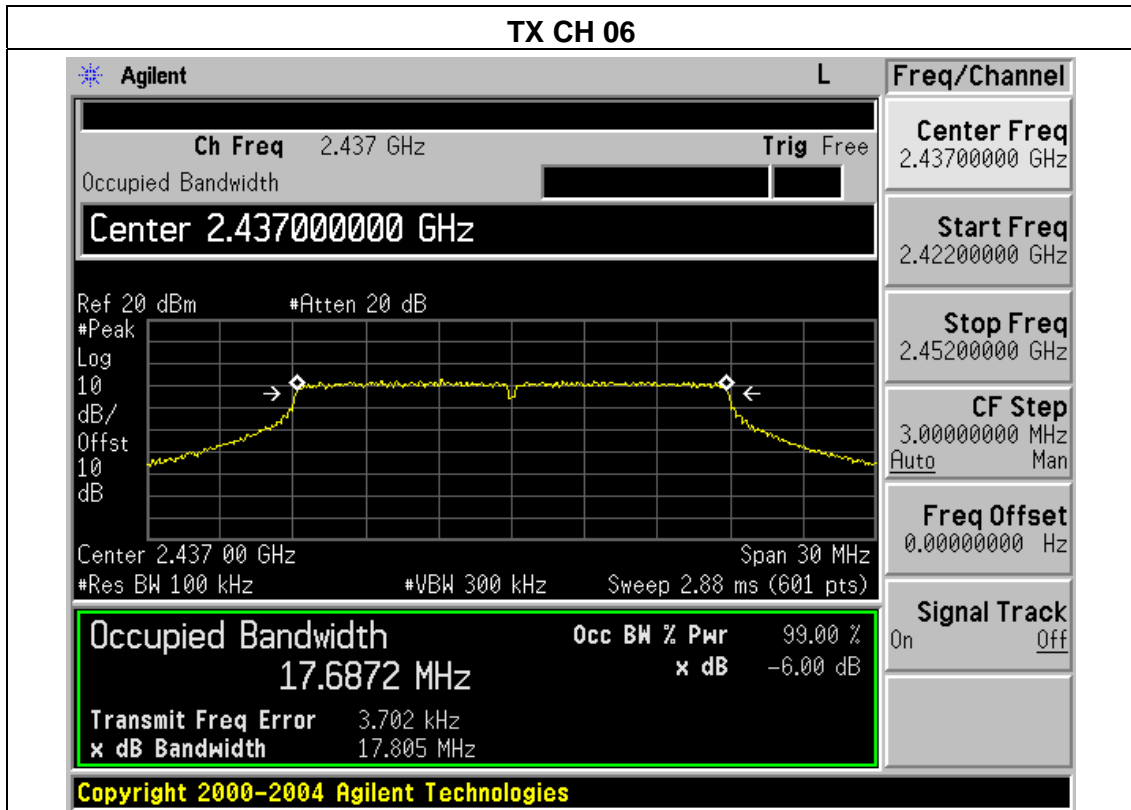 TX CH 06
Agilent L Freq/Channel
Ch Freq 2.437 GHz Trig Free
Occupied Bandwidth
Center 2.437000000 GHz
Ref 20 dBm #Atten 20 dB
#Peak
Log
10
dB/
Offst
10
dB
Center 2.437 00 GHz Span 30 MHz
#Res BW 100 kHz #VBW 300 kHz Sweep 2.88 ms (601 pts)
Occupied Bandwidth Occ BW % Pwr 99.00 %
17.6872 MHz x dB -6.00 dB
Transmit Freq Error 3.702 kHz
x dB Bandwidth 17.805 MHz
Center Freq
2.43700000 GHz
Start Freq
2.42200000 GHz
Stop Freq
2.45200000 GHz
CF Step
3.00000000 MHz
Auto Man
Freq Offset
0.00000000 Hz
Signal Track
On Off
Copyright 2000-2004 Agilent Technologies